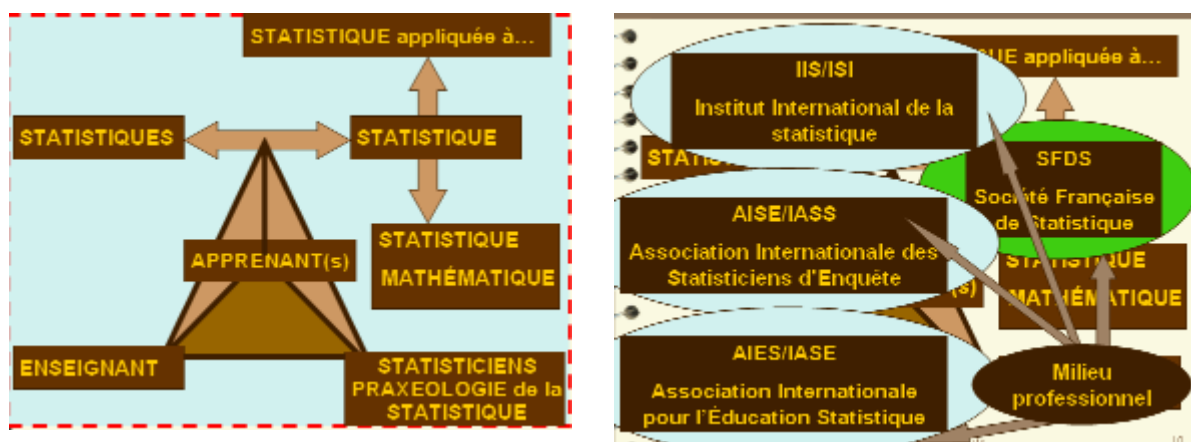 STATISTIQUE appliquée à...
STATISTIQUES
STATISTIQUE
STATISTIQUE
MATHÉMATIQUE
APPRENANT(s)
ENSEIGNANT
STATISTICIENS
PRAXEOLOGIE de la
STATISTIQUE
UE appliquée à...
IIS/ISI
Institut International de la
statistique
STATIS
SFDS
Société Française
de Statistique
AISE/IASS
Association Internationale des
Statisticiens d'Enquête
(s)
STATISTIQUE
MATHÉMATIQUE
AIES/IASE
Association Internationale
pour l'Éducation Statistique
Milieu
professionnel